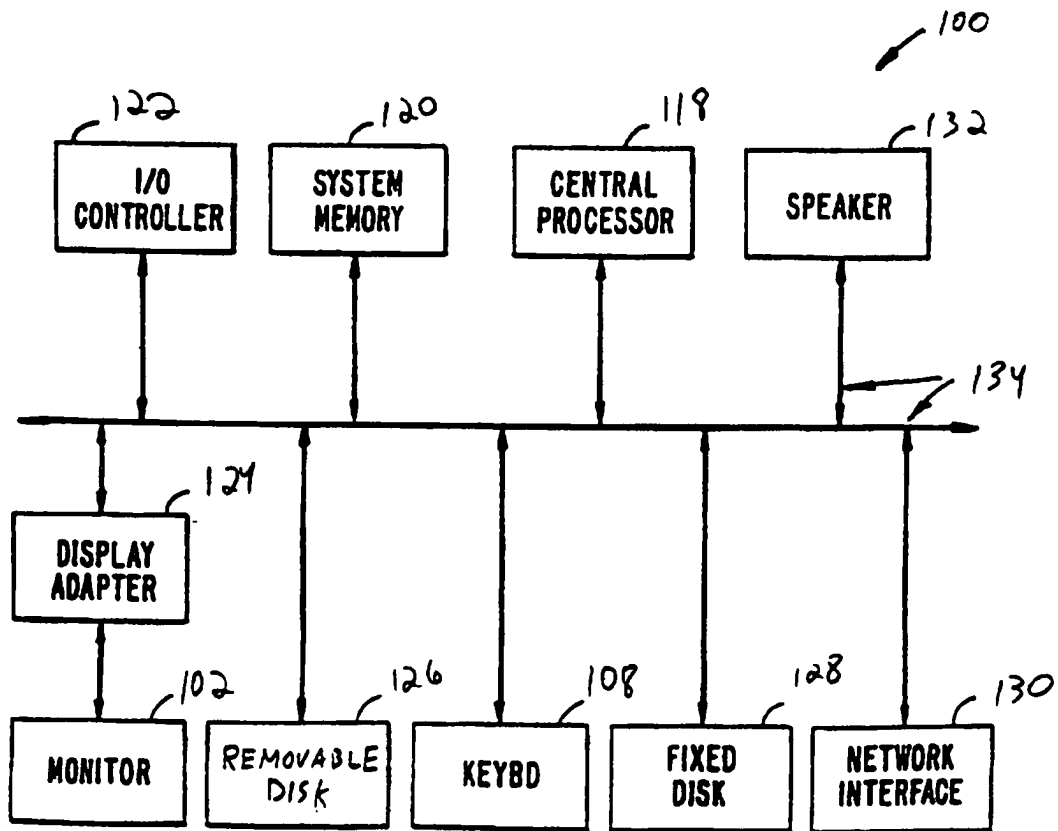 100
122
120
118
132
I/O
CONTROLLER
SYSTEM
MEMORY
CENTRAL
PROCESSOR
SPEAKER
134
124
DISPLAY
ADAPTER
102
126
108
128
130
MONITOR
REMOVABLE
DISK
KEYBD
FIXED
DISK
NETWORK
INTERFACE